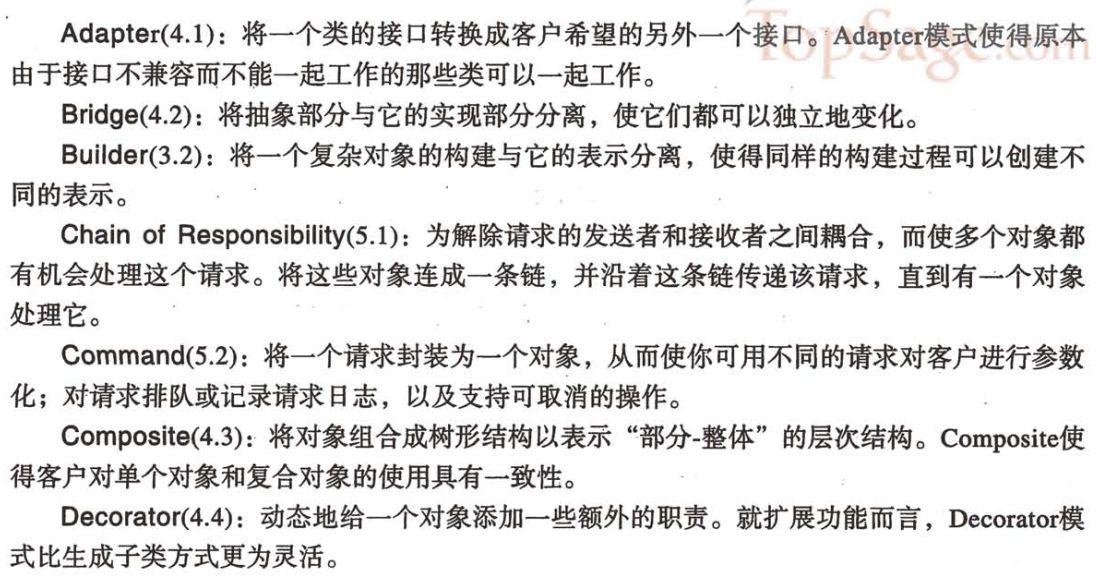 TopSage.com
Adapter(4.1)：将一个类的接口转换成客户希望的另外一个接口。Adapter模式使得原本
由于接口不兼容而不能一起工作的那些类可以一起工作。
Bridge(4.2)：将抽象部分与它的实现部分分离，使它们都可以独立地变化。
Builder(3.2)：将一个复杂对象的构建与它的表示分离，使得同样的构建过程可以创建不
同的表示。
Chain of Responsibility(5.1)：为解除请求的发送者和接收者之间耦合，而使多个对象都
有机会处理这个请求。将这些对象连成一条链，并沿着这条链传递该请求，直到有一个对象
处理它。
Command(5.2)：将一个请求封装为一个对象，从而使你可用不同的请求对客户进行参数
化；对请求排队或记录请求日志，以及支持可取消的操作。
Composite(4.3)：将对象组合成树形结构以表示“部分-整体”的层次结构。Composite使
得客户对单个对象和复合对象的使用具有一致性。
Decorator(4.4)：动态地给一个对象添加一些额外的职责。就扩展功能而言，Decorator模
式比生成子类方式更为灵活。